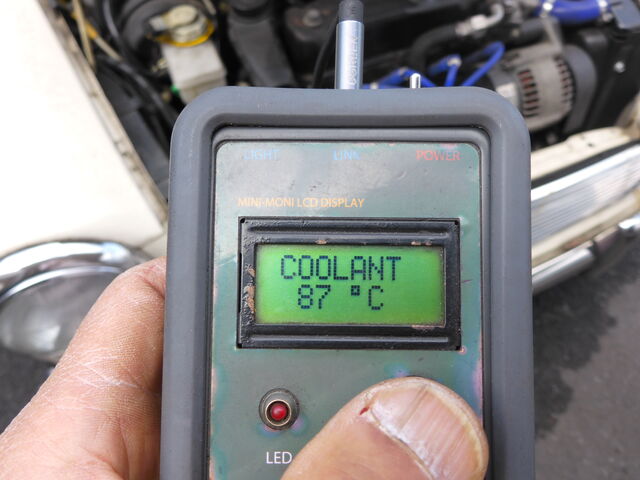 LIGHT LINK POWER
MINI-MONI LCD DISPLAY
COOLANT
87 °C
LED